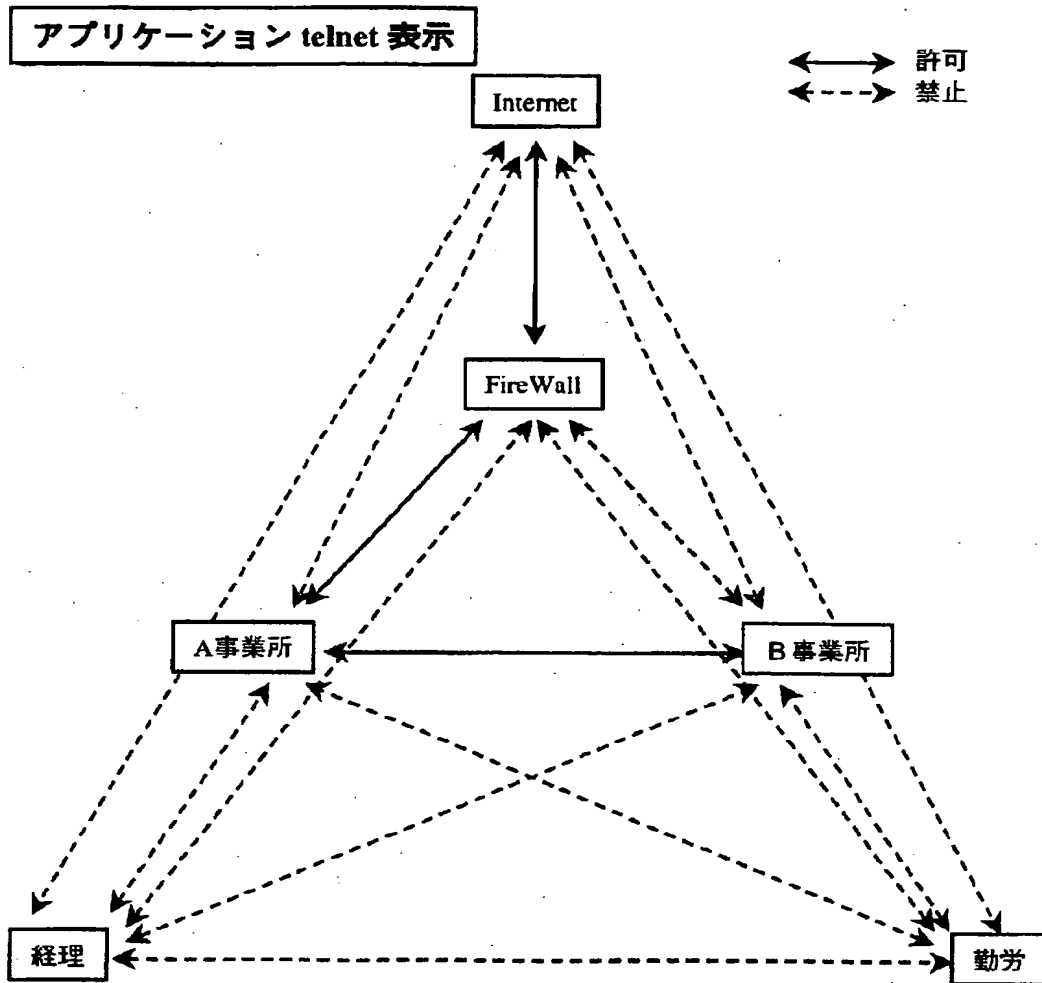 アプリケーション telnet 表示
許可
禁止
Internet
FireWall
A事業所
B事業所
経理
勤労